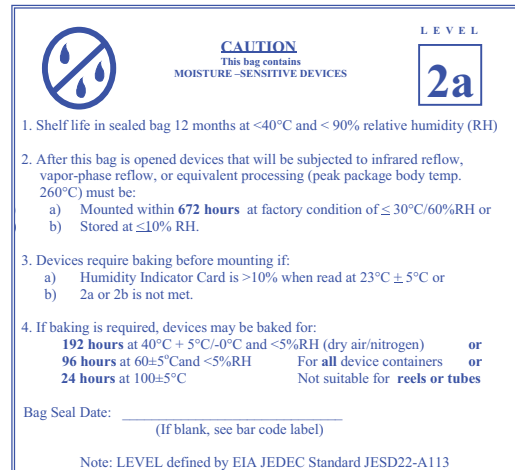 LEVEL
CAUTION
2a
This bag contains
MOISTURE –SENSITIVE DEVICES
1. Shelf life in sealed bag 12 months at <40°C and < 90% relative humidity (RH)
2. After this bag is opened devices that will be subjected to infrared reflow,
vapor-phase reflow, or equivalent processing (peak package body temp.
260°C) must be:
a) Mounted within 672 hours at factory condition of ≤ 30°C/60%RH or
b) Stored at ≤10% RH.
3. Devices require baking before mounting if:
a) Humidity Indicator Card is >10% when read at 23°C ± 5°C or
b) 2a or 2b is not met.
4. If baking is required, devices may be baked for:
192 hours at 40°C + 5°C/-0°C and <5%RH (dry air/nitrogen) or
96 hours at 60±5°Cand <5%RH For all device containers or
24 hours at 100±5°C Not suitable for reels or tubes
Bag Seal Date: ______________________________
(If blank, see bar code label)
Note: LEVEL defined by EIA JEDEC Standard JESD22-A113